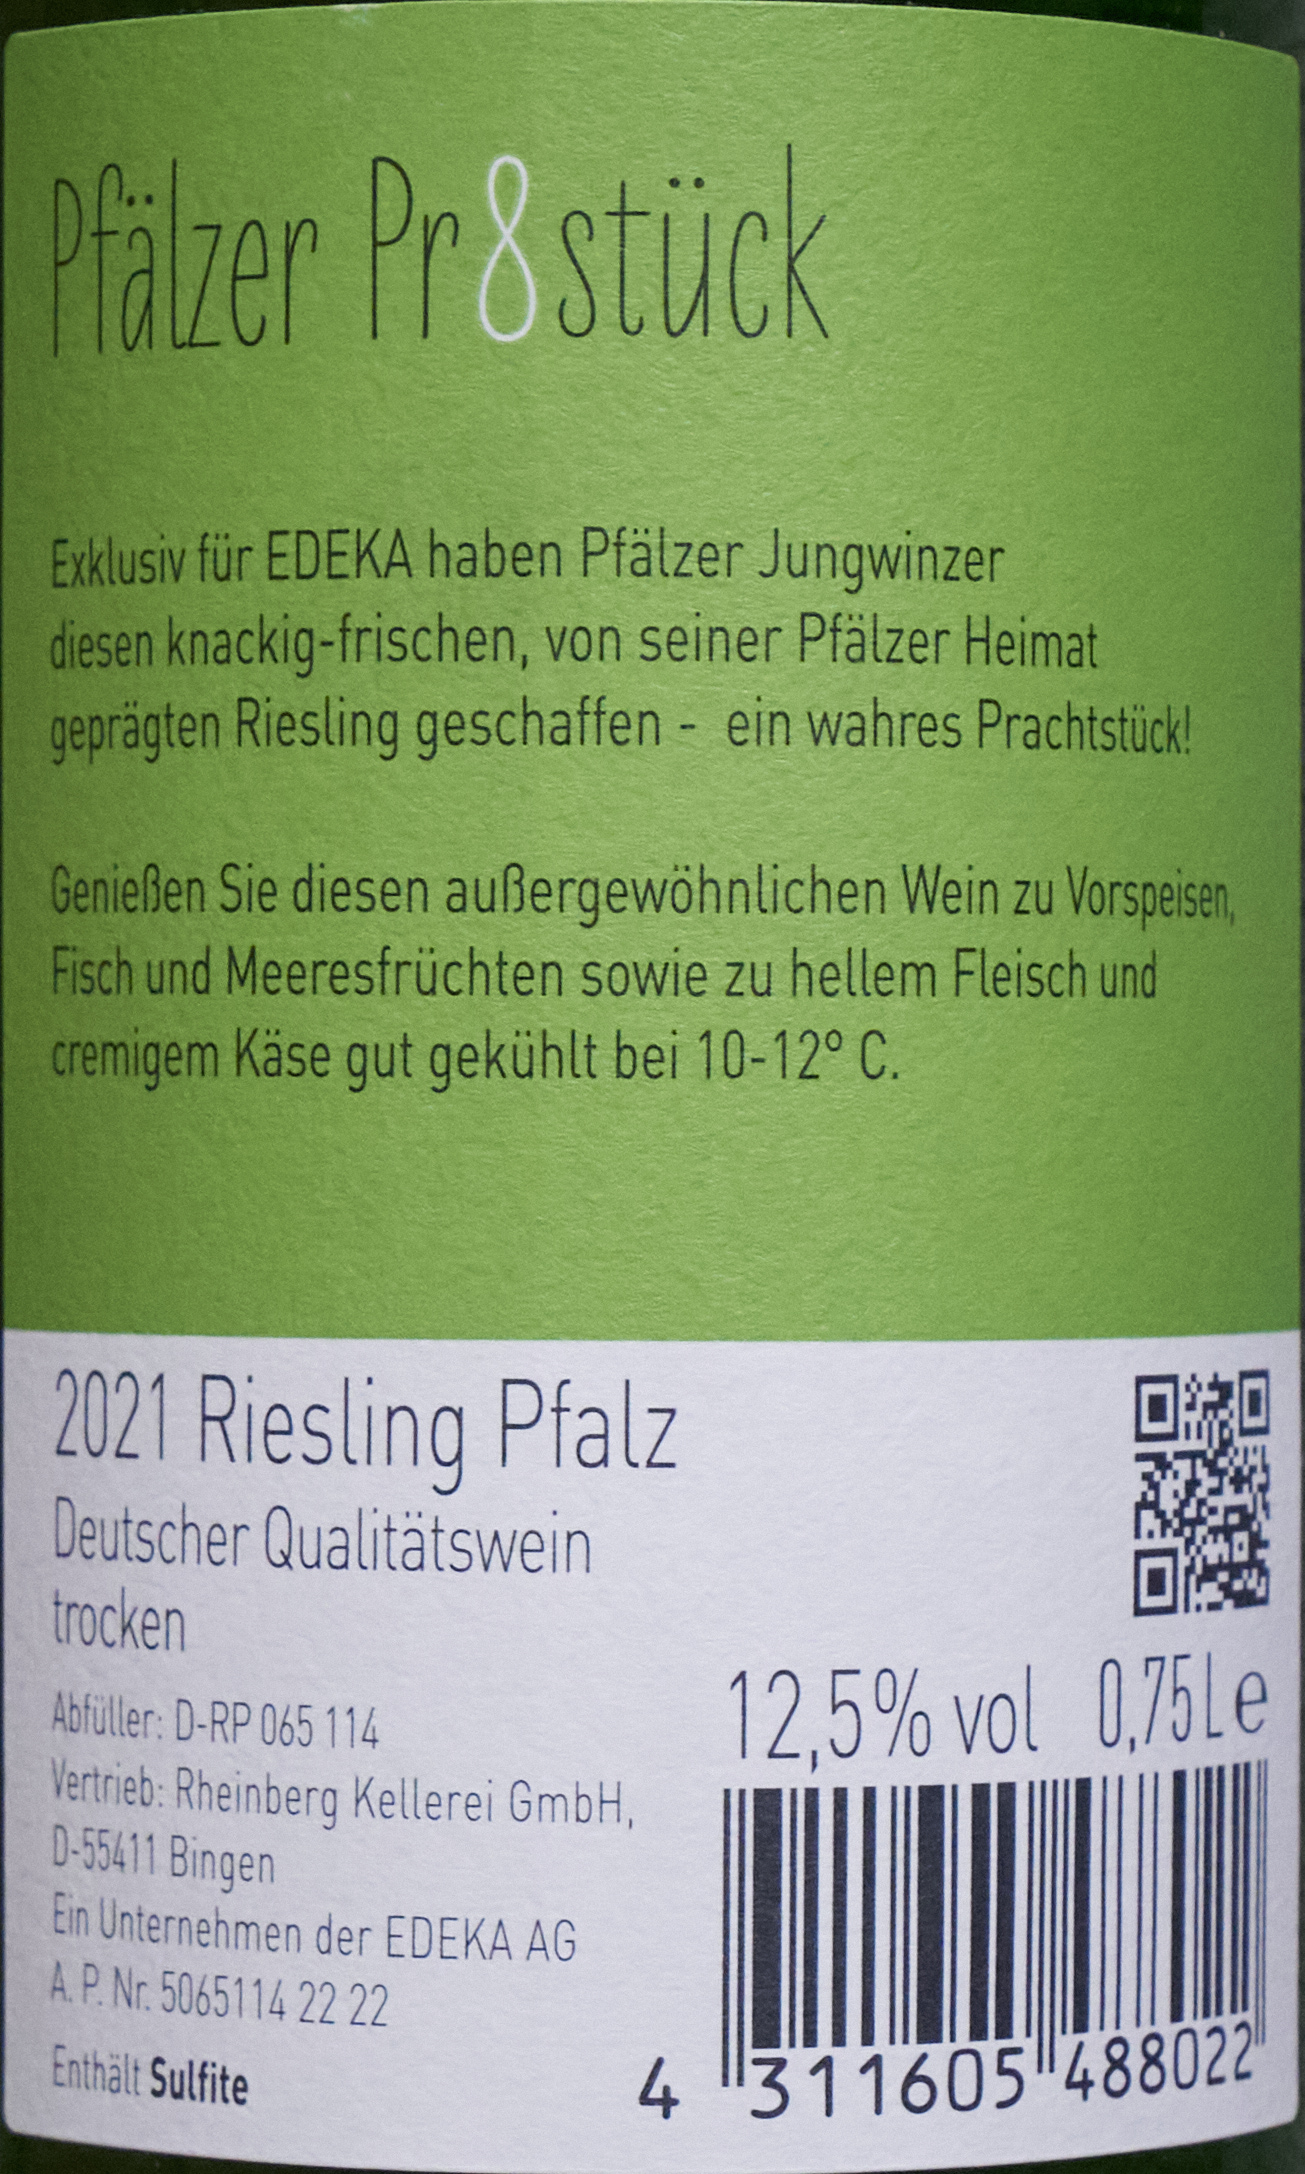 Pfälzer Pr8stück
Exklusiv für EDEKA haben Pfälzer Jungwinzer
diesen knackig-frischen, von seiner Pfälzer Heimat
geprägten Riesling geschaffen - ein wahres Prachtstück!
Genießen Sie diesen außergewöhnlichen Wein zu Vorspeisen,
Fisch und Meeresfrüchten sowie zu hellem Fleisch und
cremigem Käse gut gekühlt bei 10-12° C.
2021 Riesling Pfalz
Deutscher Qualitätswein
trocken
Abfüller: D-RP 065 114
Vertrieb: Rheinberg Kellerei GmbH,
D-55411 Bingen
Ein Unternehmen der EDEKA AG
A. P. Nr. 5065114 22 22
Enthält Sulfite
12,5% vol 0,75 L e
4 311605 488022